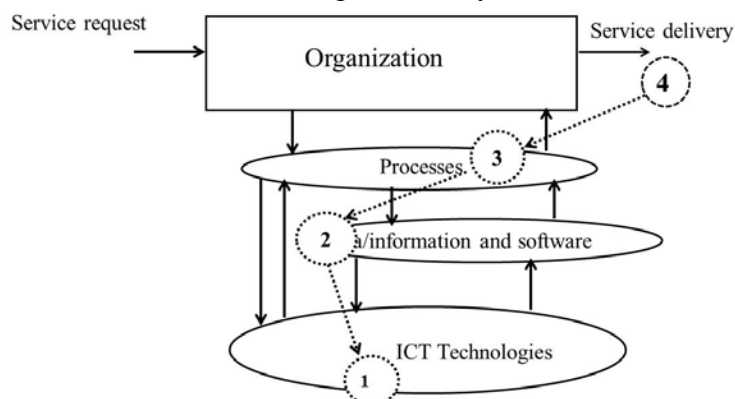 Service request
Service delivery
Organization
4
3
Processes
2
a/information and software
ICT Technologies
1